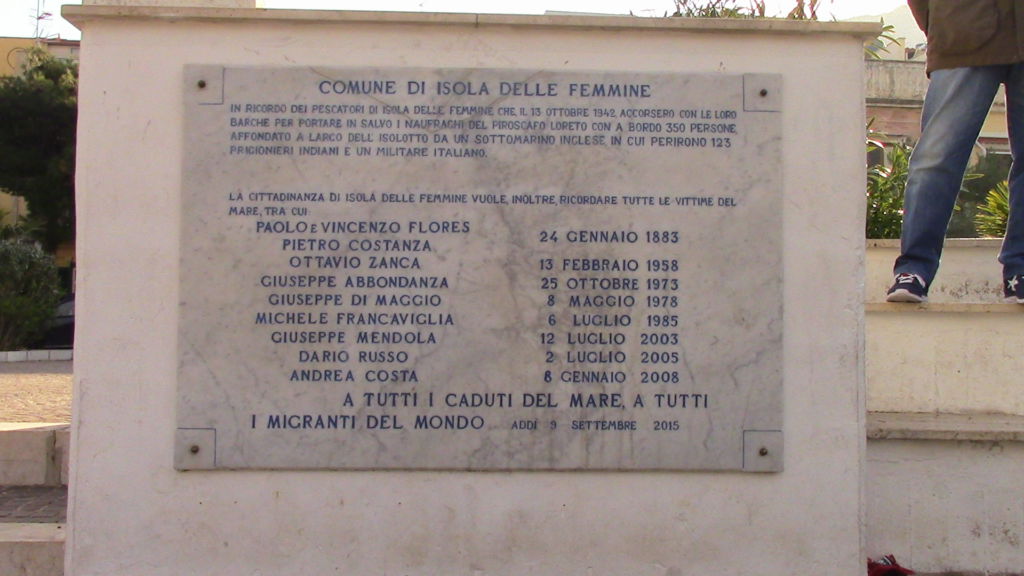 COMUNE DI ISOLA DELLE FEMMINE
IN RICORDO DEI PESCATORI DI ISOLA DELLE FEMMINE CHE, IL 13 OTTOBRE 1942, ACCORSERO CON LE LORO
BARCHE PER PORTARE IN SALVO I NAUFRAGHI DEL PIROSCAFO LORETO CON A BORDO 350 PERSONE,
AFFONDATO A LARGO DELL'ISOLOTTO DA UN SOTTOMARINO INGLESE IN CUI PERIRONO 123
PRIGIONIERI INDIANI E UN MILITARE ITALIANO.
LA CITTADINANZA DI ISOLA DELLE FEMMINE VUOLE, INOLTRE, RICORDARE TUTTE LE VITTIME DEL
MARE, TRA CUI:
PAOLO E VINCENZO FLORES 24 GENNAIO 1883
PIETRO COSTANZA
OTTAVIO ZANCA 13 FEBBRAIO 1958
GIUSEPPE ABBONDANZA 25 OTTOBRE 1973
GIUSEPPE DI MAGGIO 8 MAGGIO 1978
MICHELE FRANCAVIGLIA 6 LUGLIO 1985
GIUSEPPE MENDOLA 12 LUGLIO 2003
DARIO RUSSO 2 LUGLIO 2005
ANDREA COSTA 8 GENNAIO 2008
A TUTTI I CADUTI DEL MARE, A TUTTI
I MIGRANTI DEL MONDO ADDÌ 9 SETTEMBRE 2015